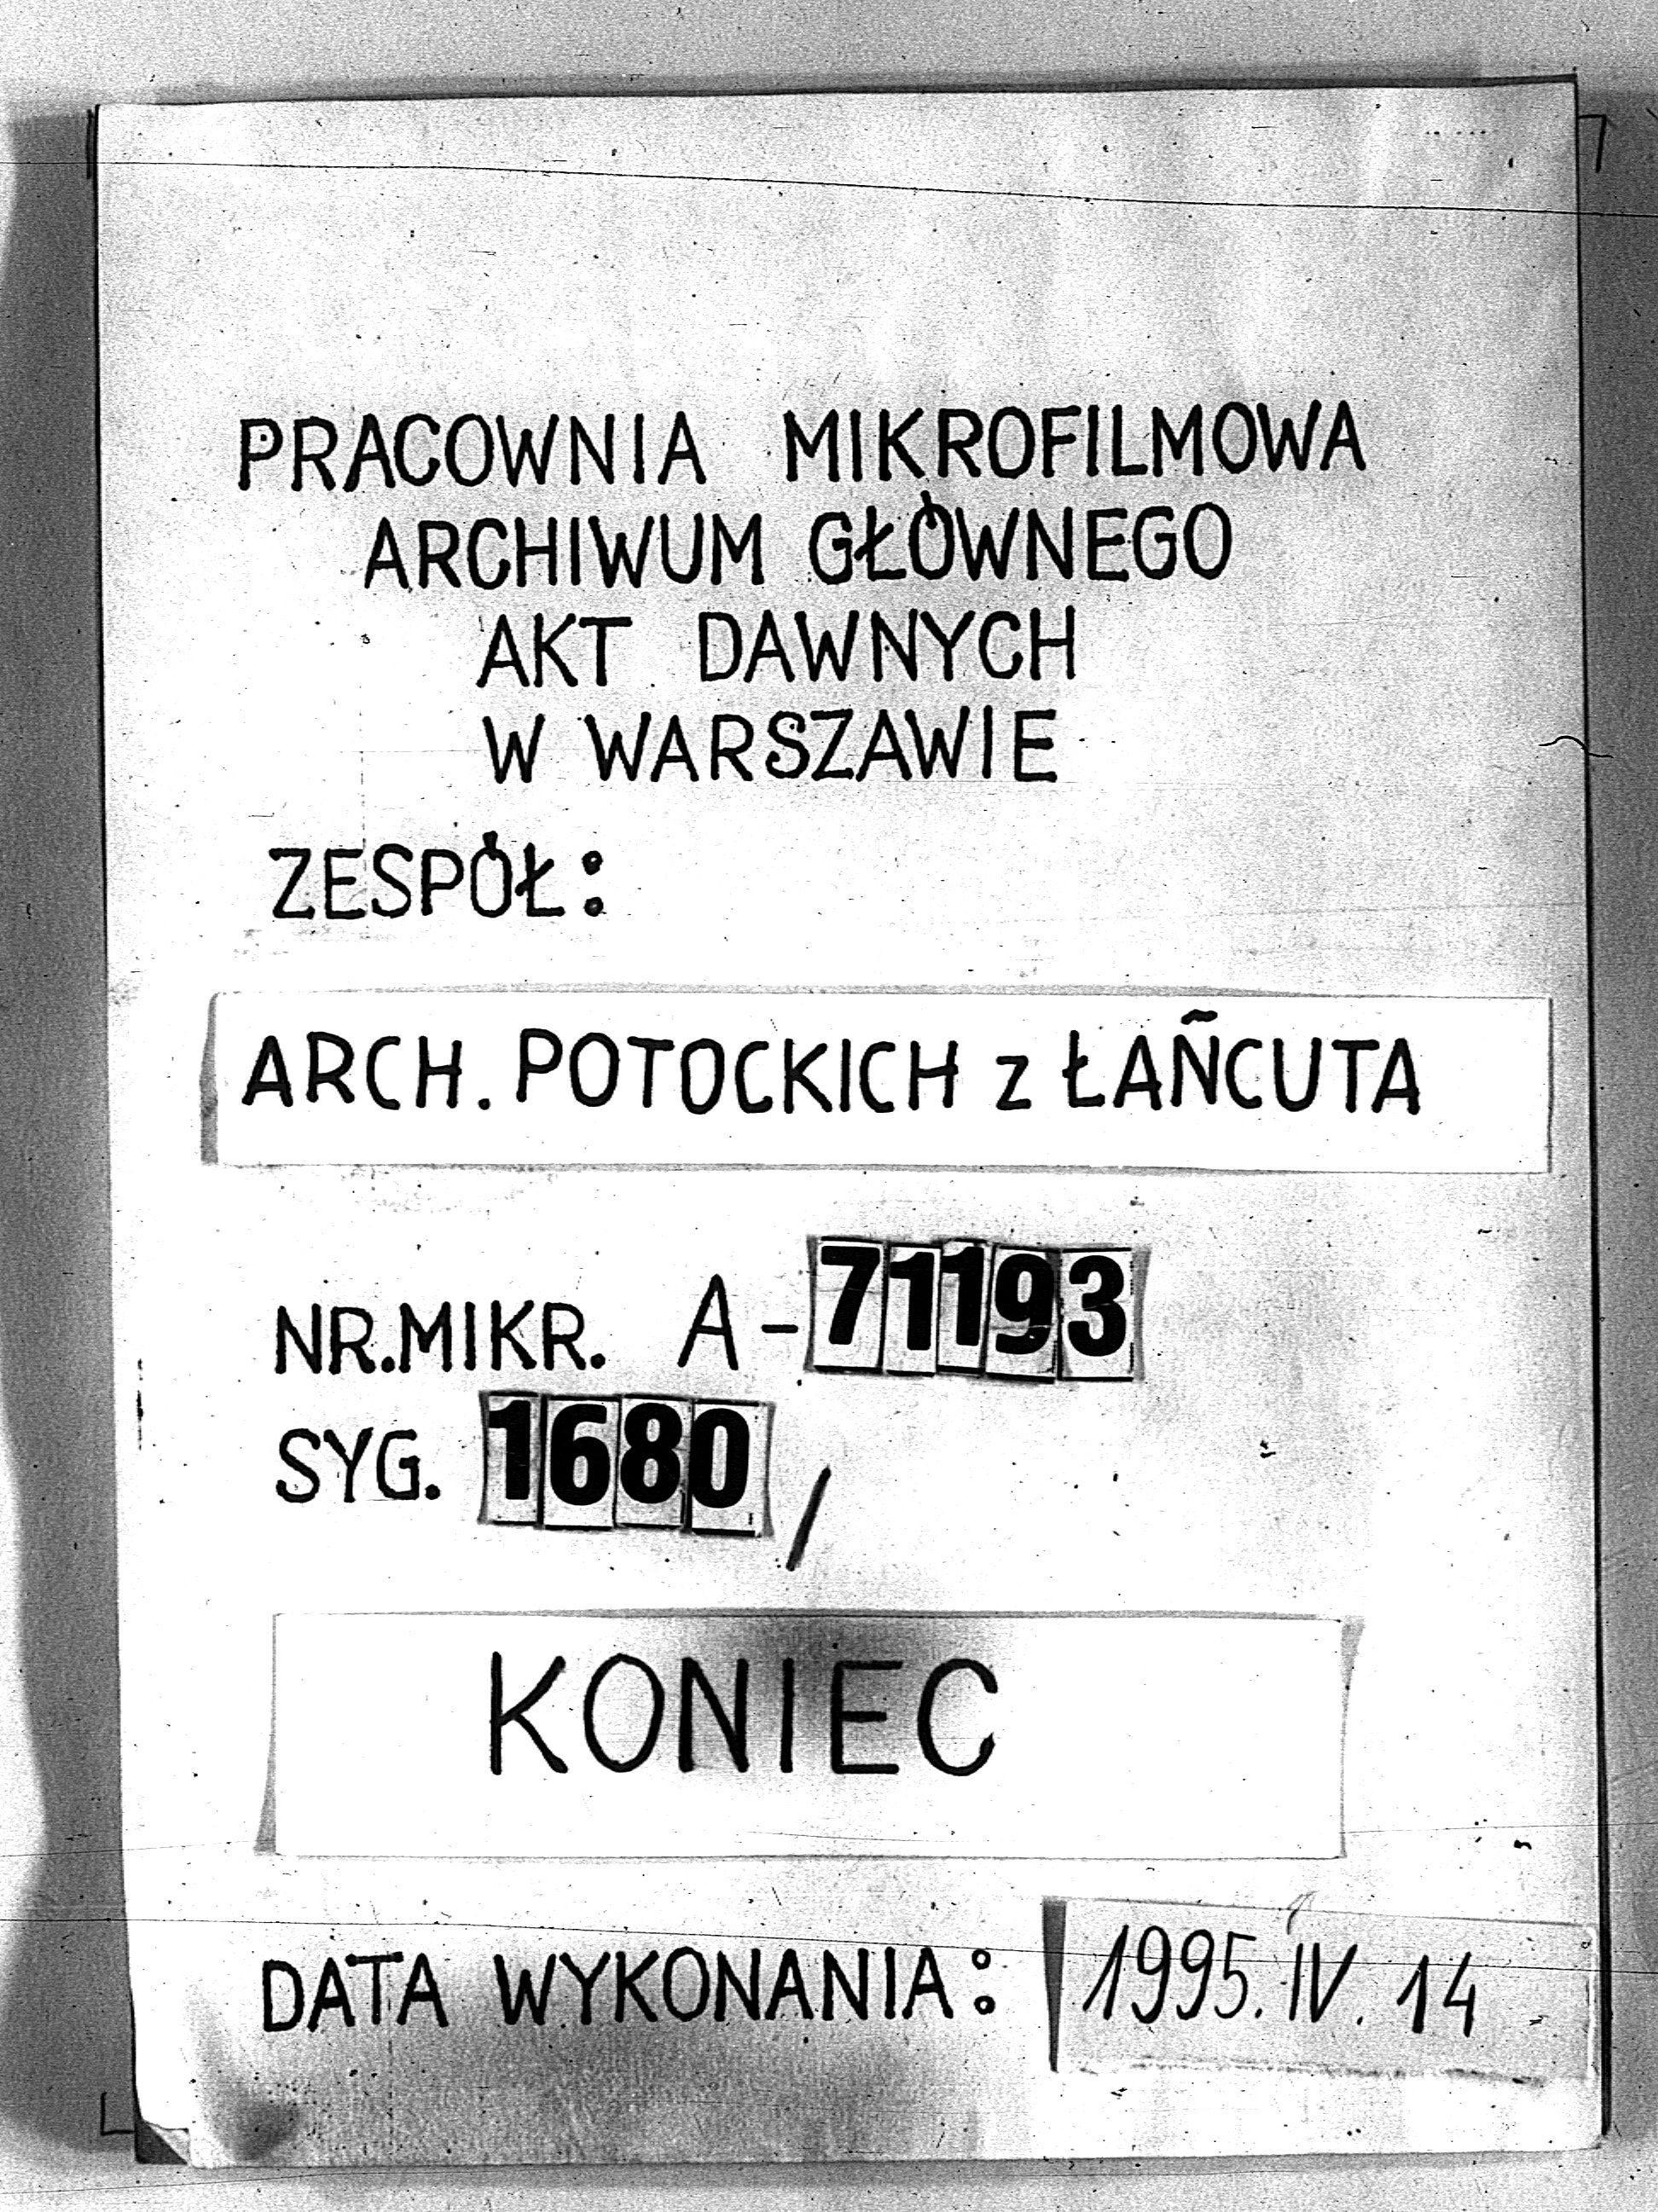 PRACOWNIA MIKROFILMOWA
ARCHIWUM GŁÓWNEGO
AKT DAWNYCH
W WARSZAWIE
ZESPÓŁ:
ARCH. POTOCKICH z ŁAŃCUTA
NR.MIKR. A-71193
SYG. 1680/
KONIEC
DATA WYKONANIA: 1995.IV.14